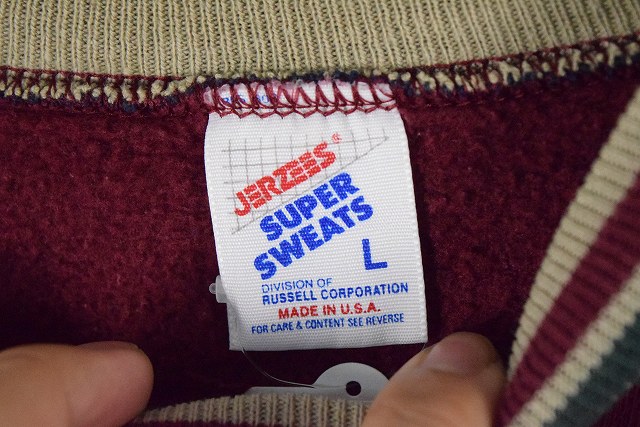 JERZEES®
SUPER
SWEATS
L
DIVISION OF
RUSSELL CORPORATION
MADE IN U.S.A.
FOR CARE & CONTENT SEE REVERSE